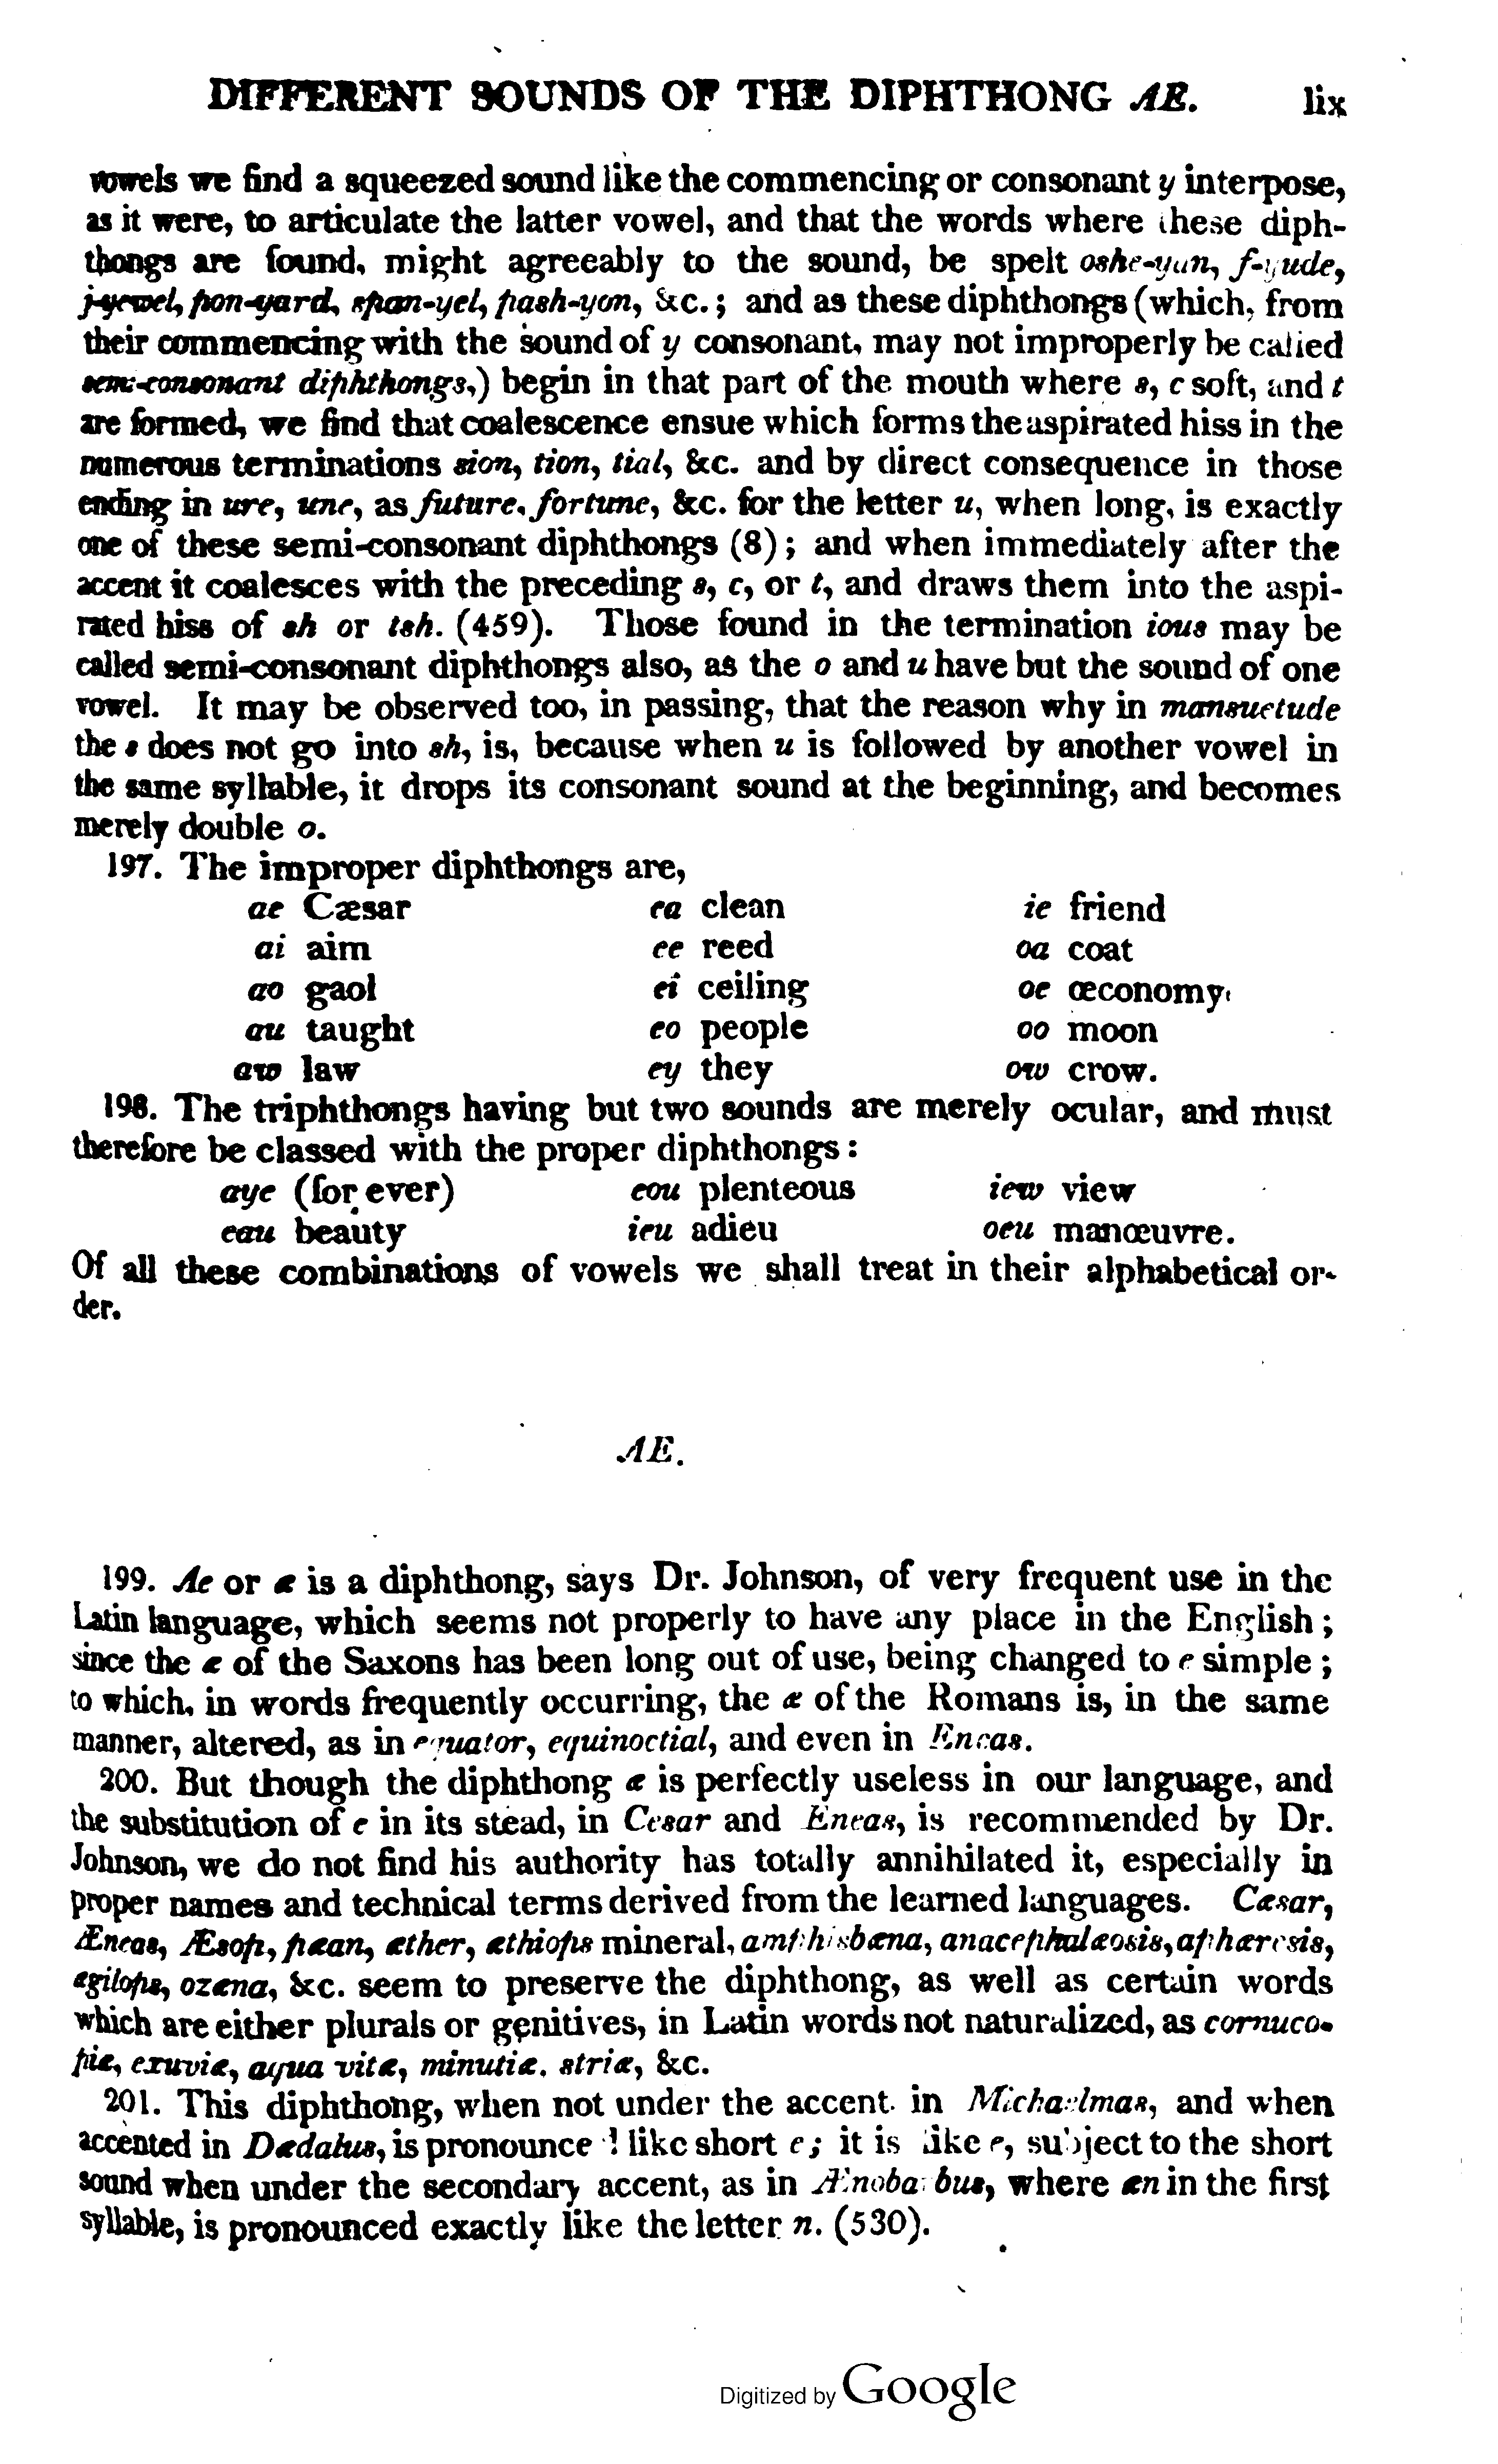 DIFFERENT SOUNDS OF THE DIPHTHONG AE. lix
vowels we find a squeezed sound like the commencing or consonant y interpose,
as it were, to articulate the latter vowel, and that the words where these diph-
thongs are found, might agreeably to the sound, be spelt oshe-yun, f-yude,
j-yewel, pon-yard, span-yel, pash-yon, &c.; and as these diphthongs (which, from
their commencing with the sound of y consonant, may not improperly be called
semi-consonant diphthongs,) begin in that part of the mouth where s, c soft, and t
are formed, we find that coalescence ensue which forms the aspirated hiss in the
numerous terminations sion, tion, tial, &c. and by direct consequence in those
ending in ure, une, as future, fortune, &c. for the letter u, when long, is exactly
one of these semi-consonant diphthongs (8); and when immediately after the
accent it coalesces with the preceding s, c, or t, and draws them into the aspi-
rated hiss of sh or tsh. (459). Those found in the termination ious may be
called semi-consonant diphthongs also, as the o and u have but the sound of one
vowel. It may be observed too, in passing, that the reason why in mansuetude
the s does not go into sh, is, because when u is followed by another vowel in
the same syllable, it drops its consonant sound at the beginning, and becomes
merely double o.
197. The improper diphthongs are,
ae Cæsar ea clean ie friend
ai aim ee reed oa coat
ao gaol ei ceiling oe œconomy
au taught eo people oo moon
aw law ey they ow crow.
198. The triphthongs having but two sounds are merely ocular, and must
therefore be classed with the proper diphthongs:
aye (for ever) eou plenteous iew view
eau beauty ieu adieu oeu manœuvre.
Of all these combinations of vowels we shall treat in their alphabetical or-
der.
AE.
199. Ae or æ is a diphthong, says Dr. Johnson, of very frequent use in the
Latin language, which seems not properly to have any place in the English;
since the æ of the Saxons has been long out of use, being changed to e simple;
to which, in words frequently occurring, the æ of the Romans is, in the same
manner, altered, as in equator, equinoctial, and even in Eneas.
200. But though the diphthong æ is perfectly useless in our language, and
the substitution of e in its stead, in Cesar and Eneas, is recommended by Dr.
Johnson, we do not find his authority has totally annihilated it, especially in
proper names and technical terms derived from the learned languages. Cæsar,
Æneas, Æsop, pæan, æther, æthiops mineral, amphisbæna, anacephalæosis, aphæresis,
ægilops, ozæna, &c. seem to preserve the diphthong, as well as certain words
which are either plurals or genitives, in Latin words not naturalized, as cornuco-
piæ, exuviæ, aqua vitæ, minutiæ, striæ, &c.
201. This diphthong, when not under the accent in Michaelmas, and when
accented in Dædalus, is pronounced like short e; it is like e, subject to the short
sound when under the secondary accent, as in Ænobarbus, where æn in the first
syllable, is pronounced exactly like the letter n. (530).
Digitized by Google